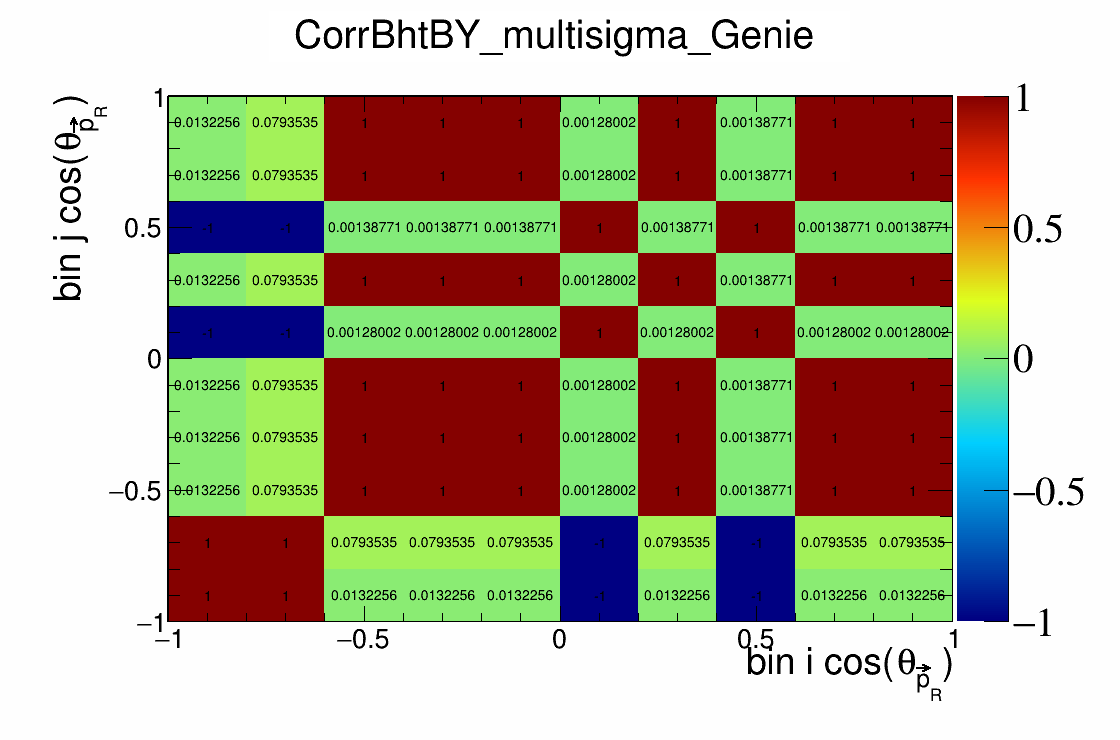 CorrBhtBY_multisigma_Genie
bin j cos(θ p⃗ R)
1
0.0132256 0.0793535 1 1 1 0.00128002 1 0.00138771 1 1
0.0132256 0.0793535 1 1 1 0.00128002 1 0.00138771 1 1
0.5
-1 -1 0.00138771 0.00138771 0.00138771 1 0.00138771 1 0.00138771 0.00138771
0.0132256 0.0793535 1 1 1 0.00128002 1 0.00138771 1 1
-1 -1 0.00128002 0.00128002 0.00128002 1 0.00128002 1 0.00128002 0.00128002
0
0.0132256 0.0793535 1 1 1 0.00128002 1 0.00138771 1 1
0.0132256 0.0793535 1 1 1 0.00128002 1 0.00138771 1 1
−0.5
0.0132256 0.0793535 1 1 1 0.00128002 1 0.00138771 1 1
1 1 0.0793535 0.0793535 0.0793535 -1 0.0793535 -1 0.0793535 0.0793535
1 1 0.0132256 0.0132256 0.0132256 -1 0.0132256 -1 0.0132256 0.0132256
−1
−1 −0.5 0 0.5 1
bin i cos(θ p⃗ R)
1
0.5
0
−0.5
−1